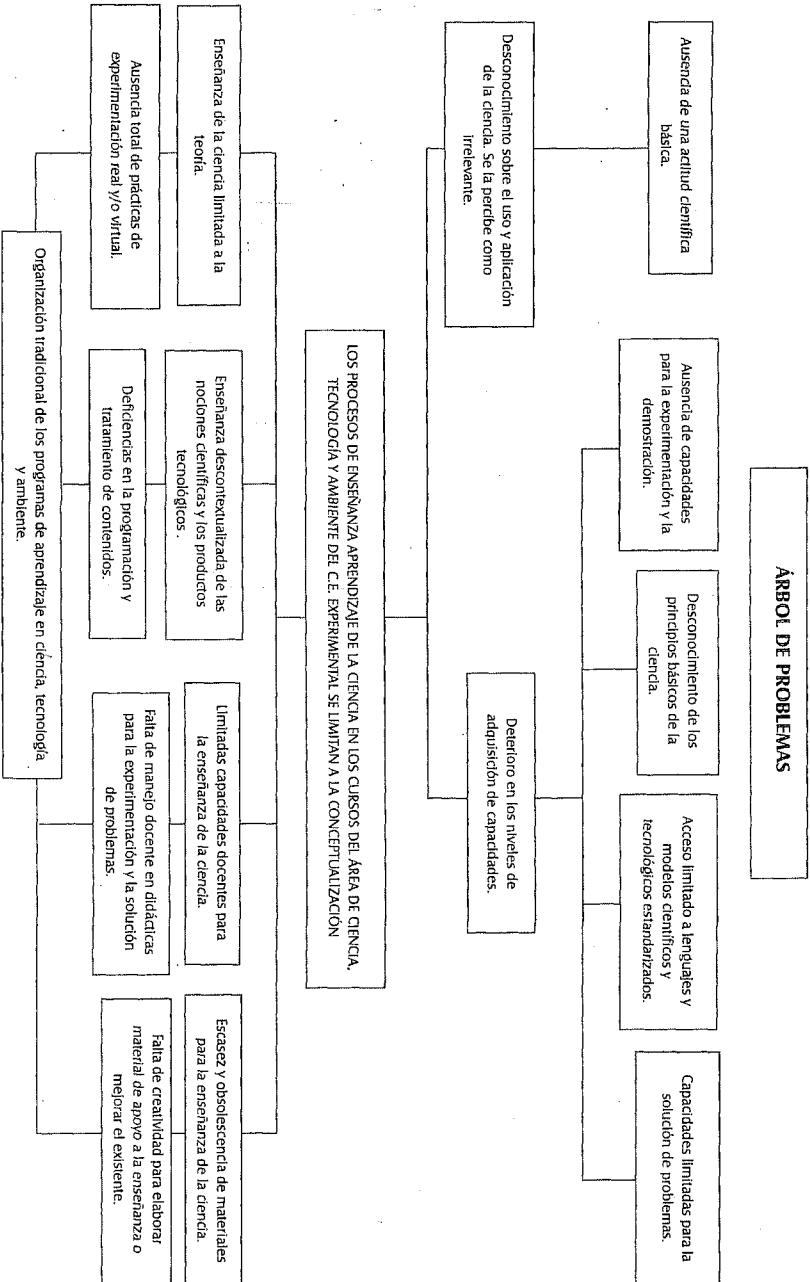 ÁRBOL DE PROBLEMAS
Ausencia de una actitud científica
básica.
Ausencia de capacidades
para la experimentación y la
demostración.
Desconocimiento de los
principios básicos de la
ciencia.
Acceso limitado a lenguajes y
modelos científicos y
tecnológicos estandarizados.
Capacidades limitadas para la
solución de problemas.
Desconocimiento sobre el uso y aplicación
de la ciencia. Se la percibe como
irrelevante.
Deterioro en los niveles de
adquisición de capacidades.
LOS PROCESOS DE ENSEÑANZA APRENDIZAJE DE LA CIENCIA EN LOS CURSOS DEL ÁREA DE CIENCIA,
TECNOLOGÍA Y AMBIENTE DEL C.E. EXPERIMENTAL SE LIMITAN A LA CONCEPTUALIZACIÓN
Enseñanza de la ciencia limitada a la
teoría.
Enseñanza descontextualizada de las
nociones científicas y los productos
tecnológicos .
Limitadas capacidades docentes para
la enseñanza de la ciencia.
Escasez y obsolescencia de materiales
para la enseñanza de la ciencia.
Ausencia total de prácticas de
experimentación real y/o virtual.
Deficiencias en la programación y
tratamiento de contenidos.
Falta de manejo docente en didácticas
para la experimentación y la solución
de problemas.
Falta de creatividad para elaborar
material de apoyo a la enseñanza o
mejorar el existente.
Organización tradicional de los programas de aprendizaje en ciencia, tecnología
y ambiente.